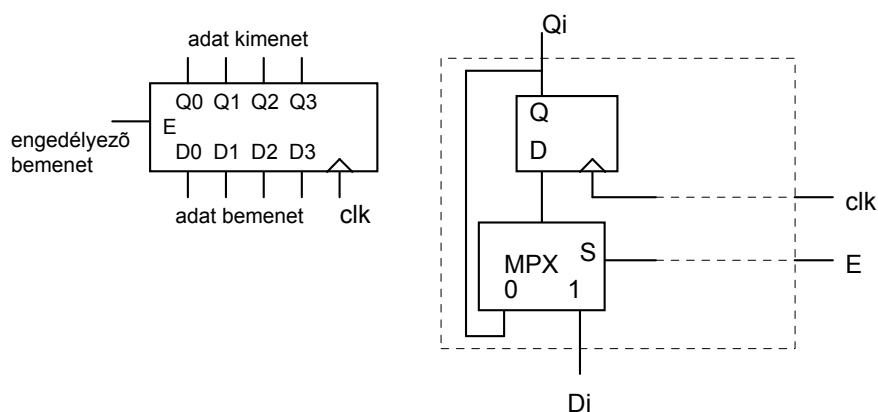 adat kimenet
Q0 Q1 Q2 Q3
E
engedélyezõ
bemenet
D0 D1 D2 D3
adat bemenet
clk
Qi
Q
D
clk
S
MPX
E
0 1
Di